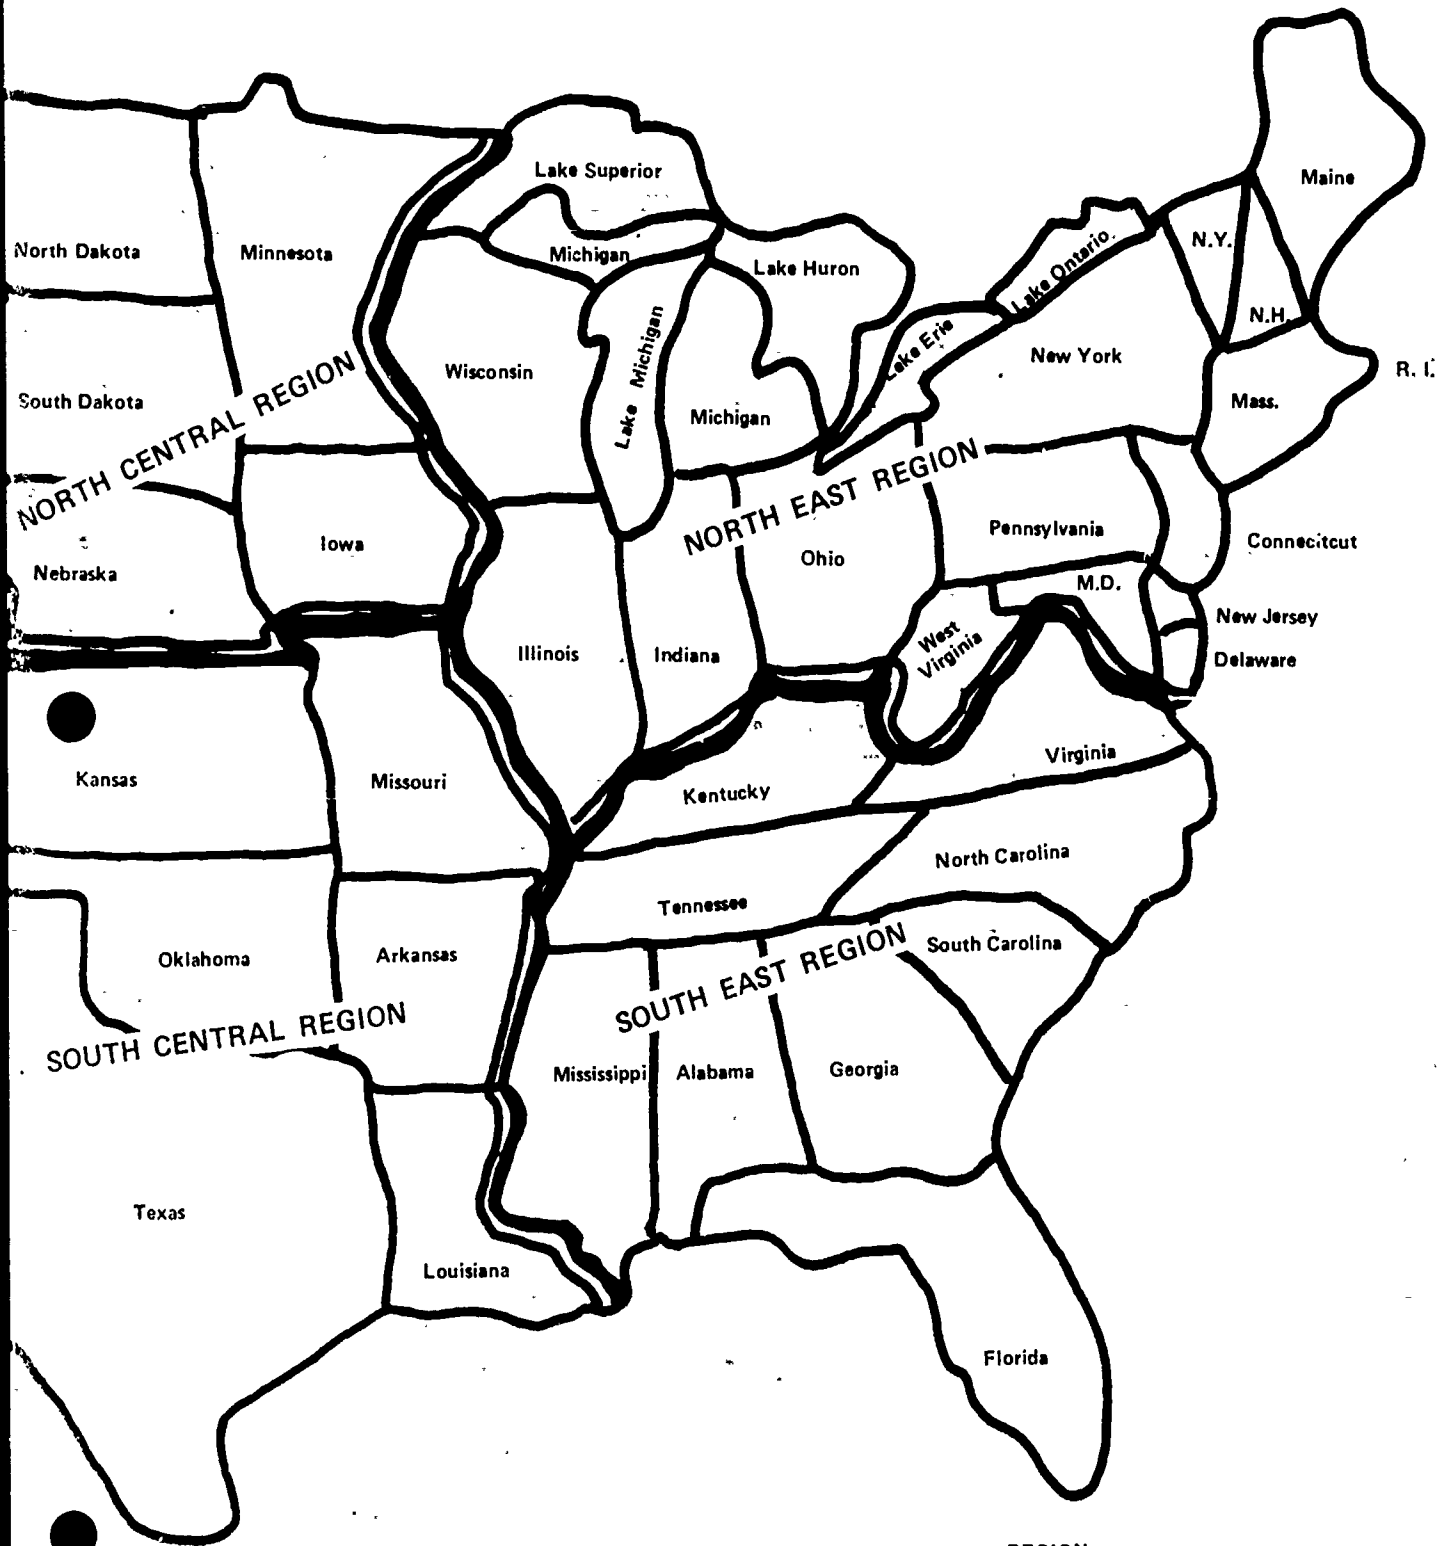 Maine
Lake Superior
N.Y.
Lake Ontario
North Dakota
Minnesota
Michigan
Lake Huron
N.H.
Lake Erie
New York
R. I.
Wisconsin
Lake Michigan
South Dakota
Mass.
Michigan
NORTH CENTRAL REGION
NORTH EAST REGION
Pennsylvania
Connecitcut
Iowa
Ohio
Nebraska
M.D.
New Jersey
West
Virginia
Illinois
Indiana
Delaware
Virginia
Kansas
Missouri
Kentucky
North Carolina
Tennessee
South Carolina
Oklahoma
Arkansas
SOUTH EAST REGION
SOUTH CENTRAL REGION
Mississippi
Alabama
Georgia
Texas
Louisiana
Florida